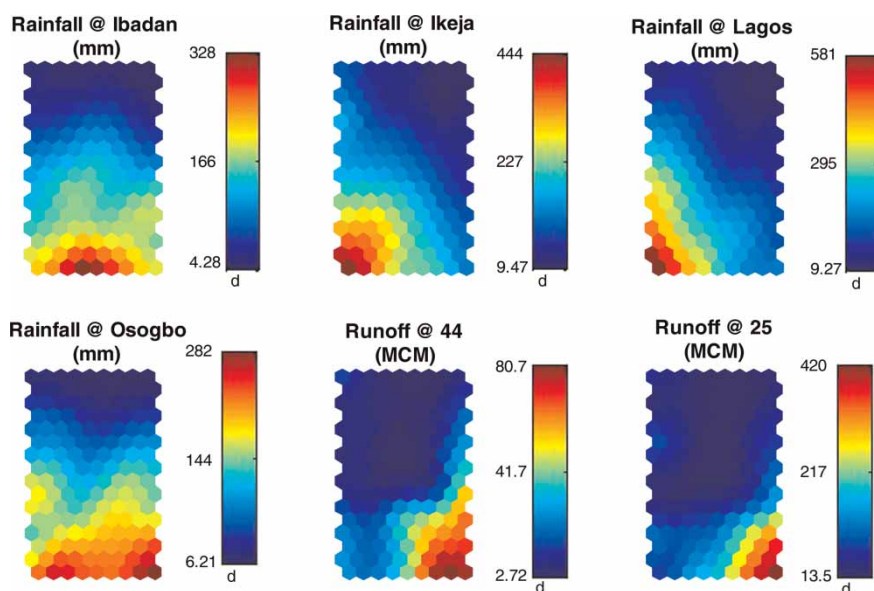 Rainfall @ Ibadan
(mm)
328
166
4.28
d
Rainfall @ Ikeja
(mm)
444
227
9.47
d
Rainfall @ Lagos
(mm)
581
295
9.27
d
Rainfall @ Osogbo
(mm)
282
144
6.21
d
Runoff @ 44
(MCM)
80.7
41.7
2.72
d
Runoff @ 25
(MCM)
420
217
13.5
d